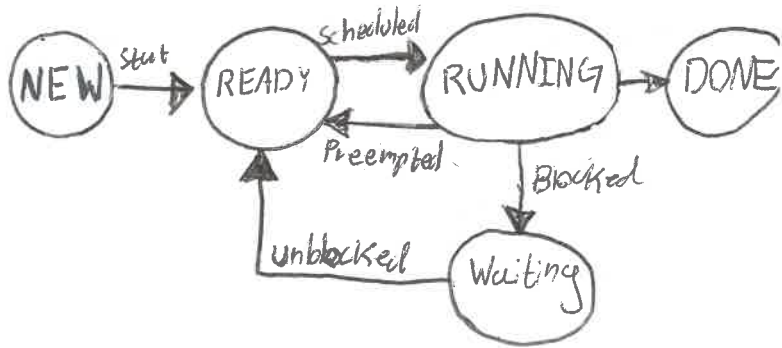 Scheduled
Start
NEW
READY
RUNNING
DONE
Preempted
Blocked
unblocked
Waiting